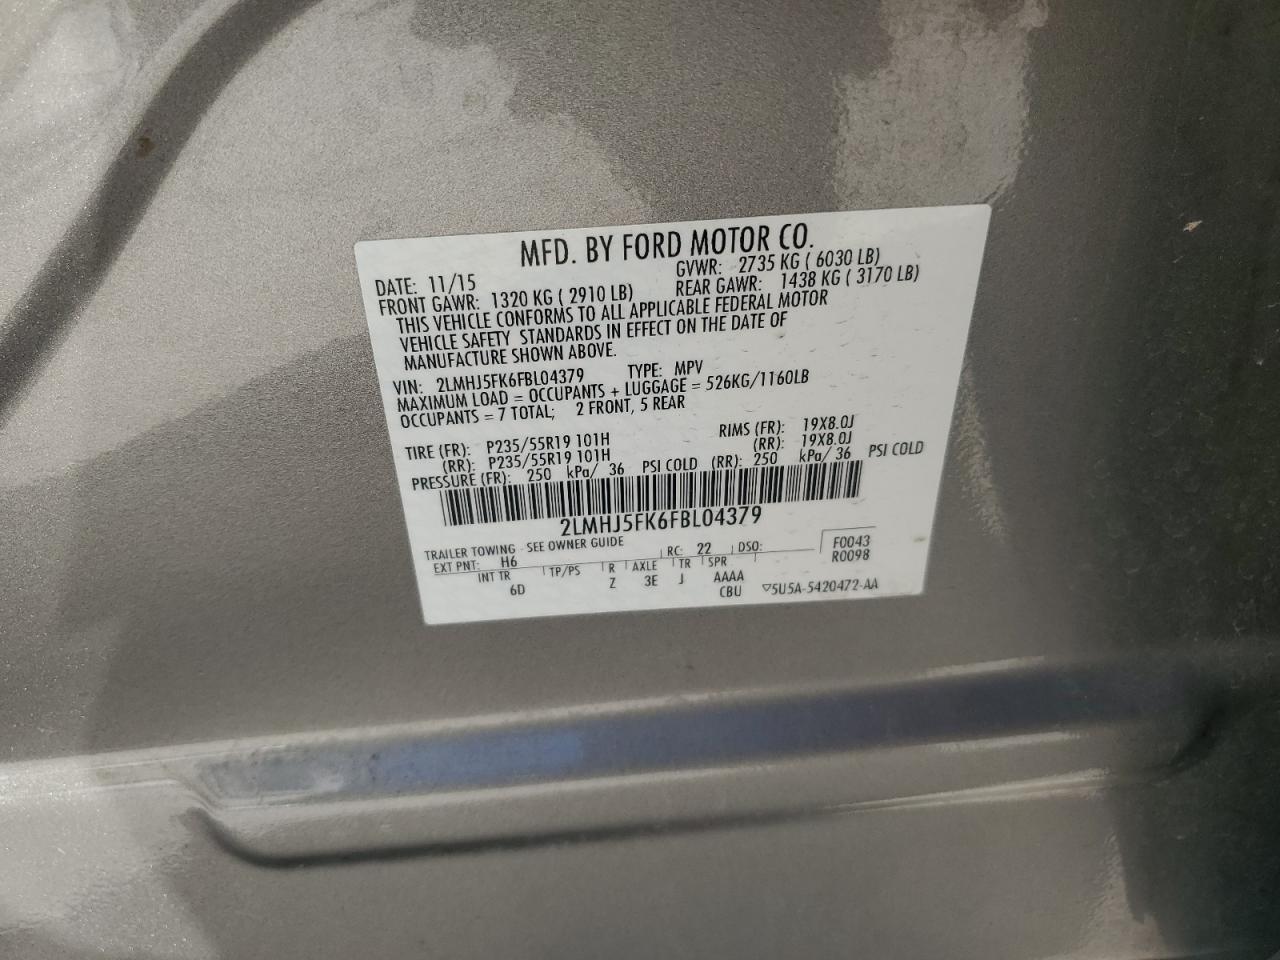 MFD. BY FORD MOTOR CO.
DATE: 11/15 GVWR: 2735 KG ( 6030 LB)
FRONT GAWR: 1320 KG ( 2910 LB) REAR GAWR: 1438 KG ( 3170 LB)
THIS VEHICLE CONFORMS TO ALL APPLICABLE FEDERAL MOTOR
VEHICLE SAFETY STANDARDS IN EFFECT ON THE DATE OF
MANUFACTURE SHOWN ABOVE.
VIN: 2LMHJ5FK6FBL04379 TYPE: MPV
MAXIMUM LOAD = OCCUPANTS + LUGGAGE = 526KG/1160LB
OCCUPANTS = 7 TOTAL; 2 FRONT, 5 REAR
TIRE (FR): P235/55R19 101H RIMS (FR): 19X8.0J
(RR): P235/55R19 101H (RR): 19X8.0J
PRESSURE (FR): 250 kPa/ 36 PSI COLD (RR): 250 kPa/ 36 PSI COLD
2LMHJ5FK6FBL04379
TRAILER TOWING - SEE OWNER GUIDE
EXT PNT: H6 RC: 22 DSO: F0043
R0098
INT TR TP/PS R AXLE TR SPR
6D Z 3E J AAAA
CBU ▽5U5A-5420472-AA